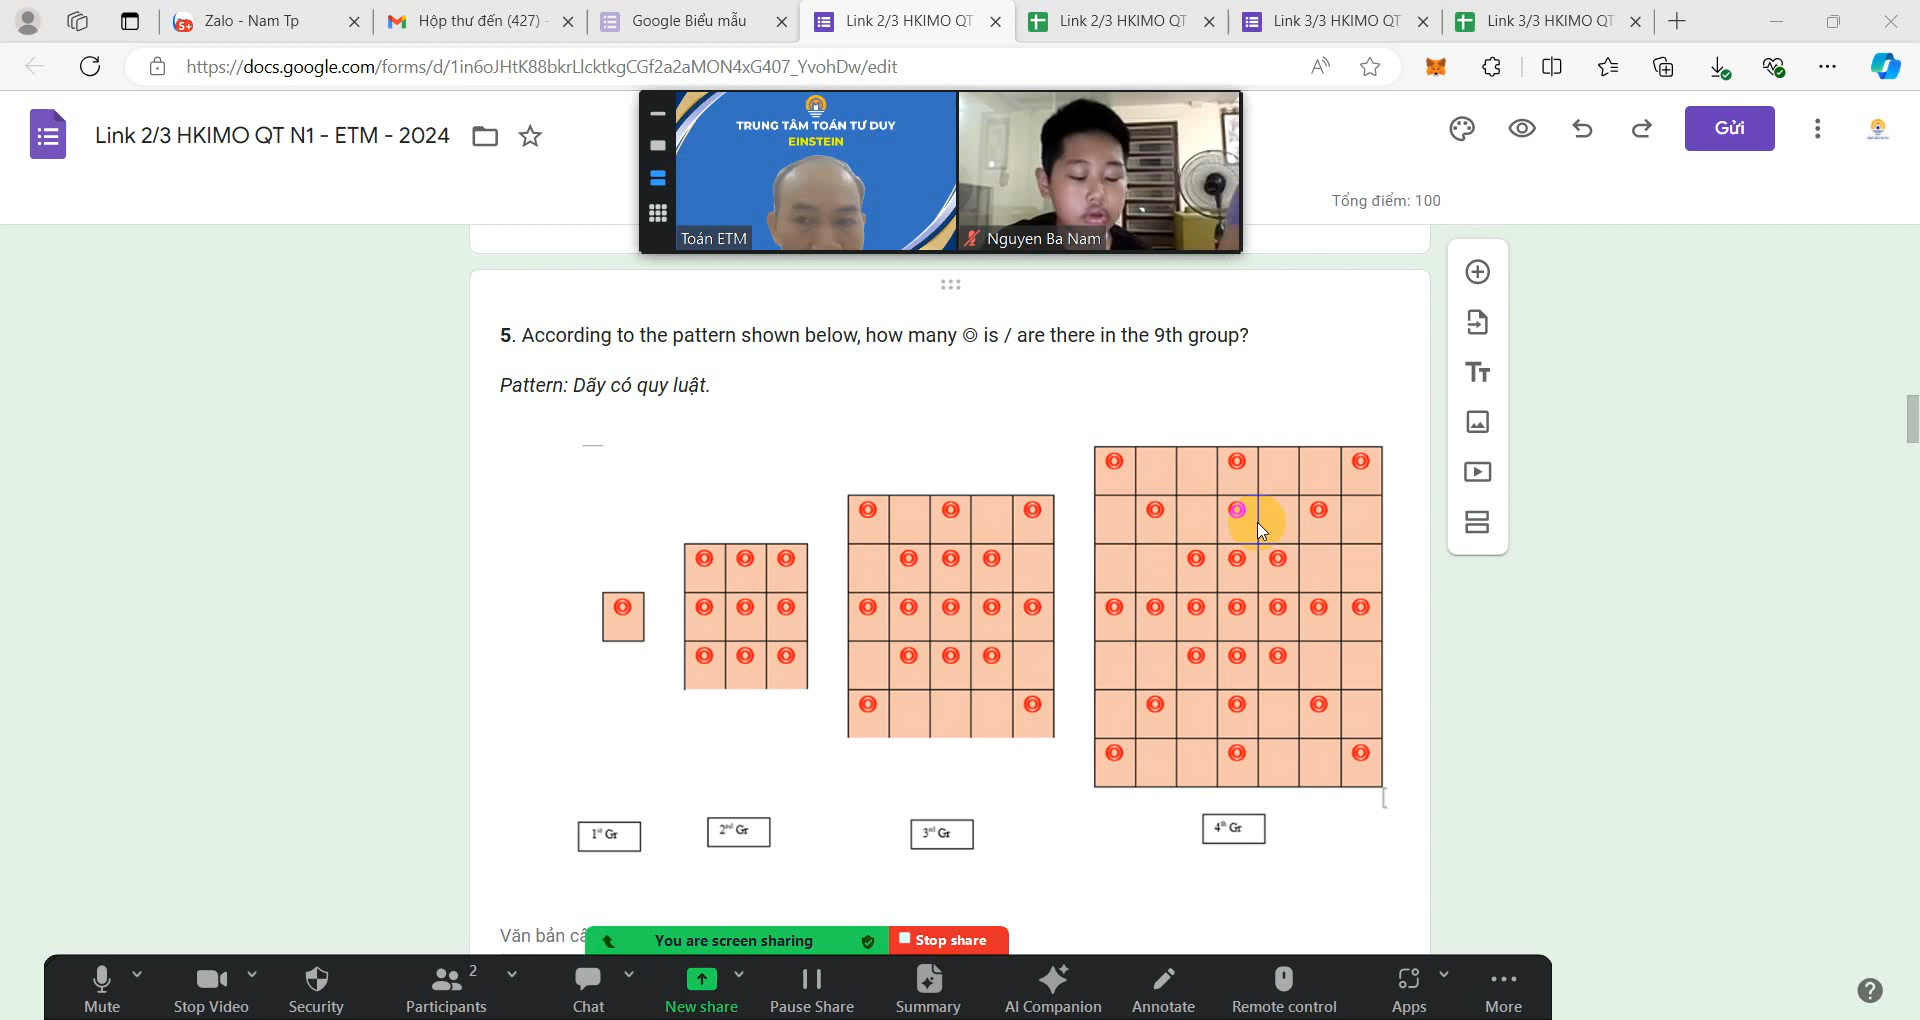 Zalo - Nam Tp
Hộp thư đến (427) -
Google Biểu mẫu
Link 2/3 HKIMO QT
Link 2/3 HKIMO QT
Link 3/3 HKIMO QT
Link 3/3 HKIMO QT
https://docs.google.com/forms/d/1in6oJHtK88bkrLlcktkgCGf2a2aMON4xG407_YvohDw/edit
Link 2/3 HKIMO QT N1 - ETM - 2024
Gửi
TRUNG TÂM TOÁN TƯ DUY
EINSTEIN
Toán ETM
Nguyen Ba Nam
Tổng điểm: 100
5. According to the pattern shown below, how many ◎ is / are there in the 9th group?
Pattern: Dãy có quy luật.
1st Gr
2nd Gr
3rd Gr
4th Gr
Văn bản câ
You are screen sharing
Stop share
2
Mute
Stop Video
Security
Participants
Chat
New share
Pause Share
Summary
AI Companion
Annotate
Remote control
Apps
More